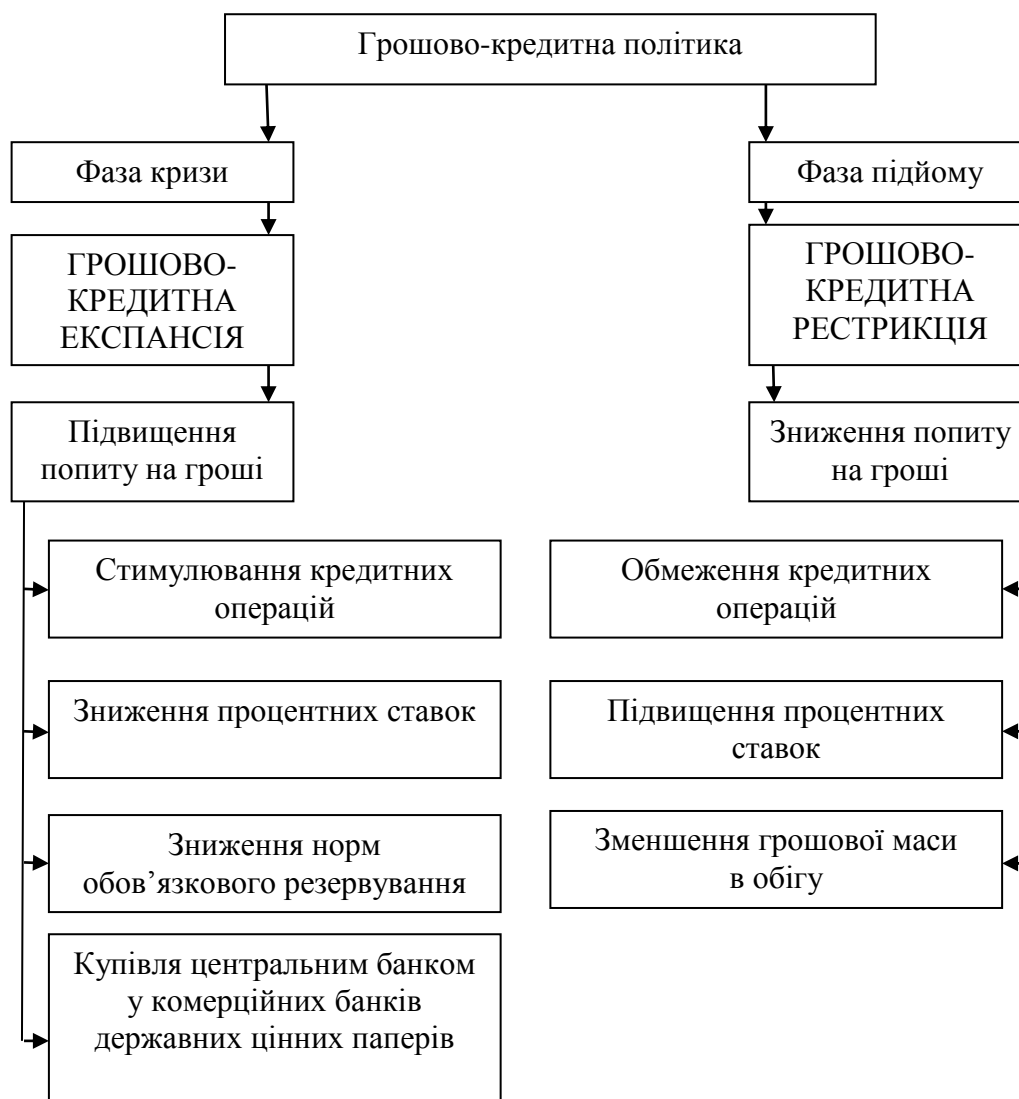 Грошово-кредитна політика
Фаза кризи
Фаза підйому
ГРОШОВО-
КРЕДИТНА
ЕКСПАНСІЯ
ГРОШОВО-
КРЕДИТНА
РЕСТРИКЦІЯ
Підвищення
попиту на гроші
Зниження попиту
на гроші
Стимулювання кредитних
операцій
Обмеження кредитних
операцій
Зниження процентних ставок
Підвищення процентних
ставок
Зниження норм
обов’язкового резервування
Зменшення грошової маси
в обігу
Купівля центральним банком
у комерційних банків
державних цінних паперів